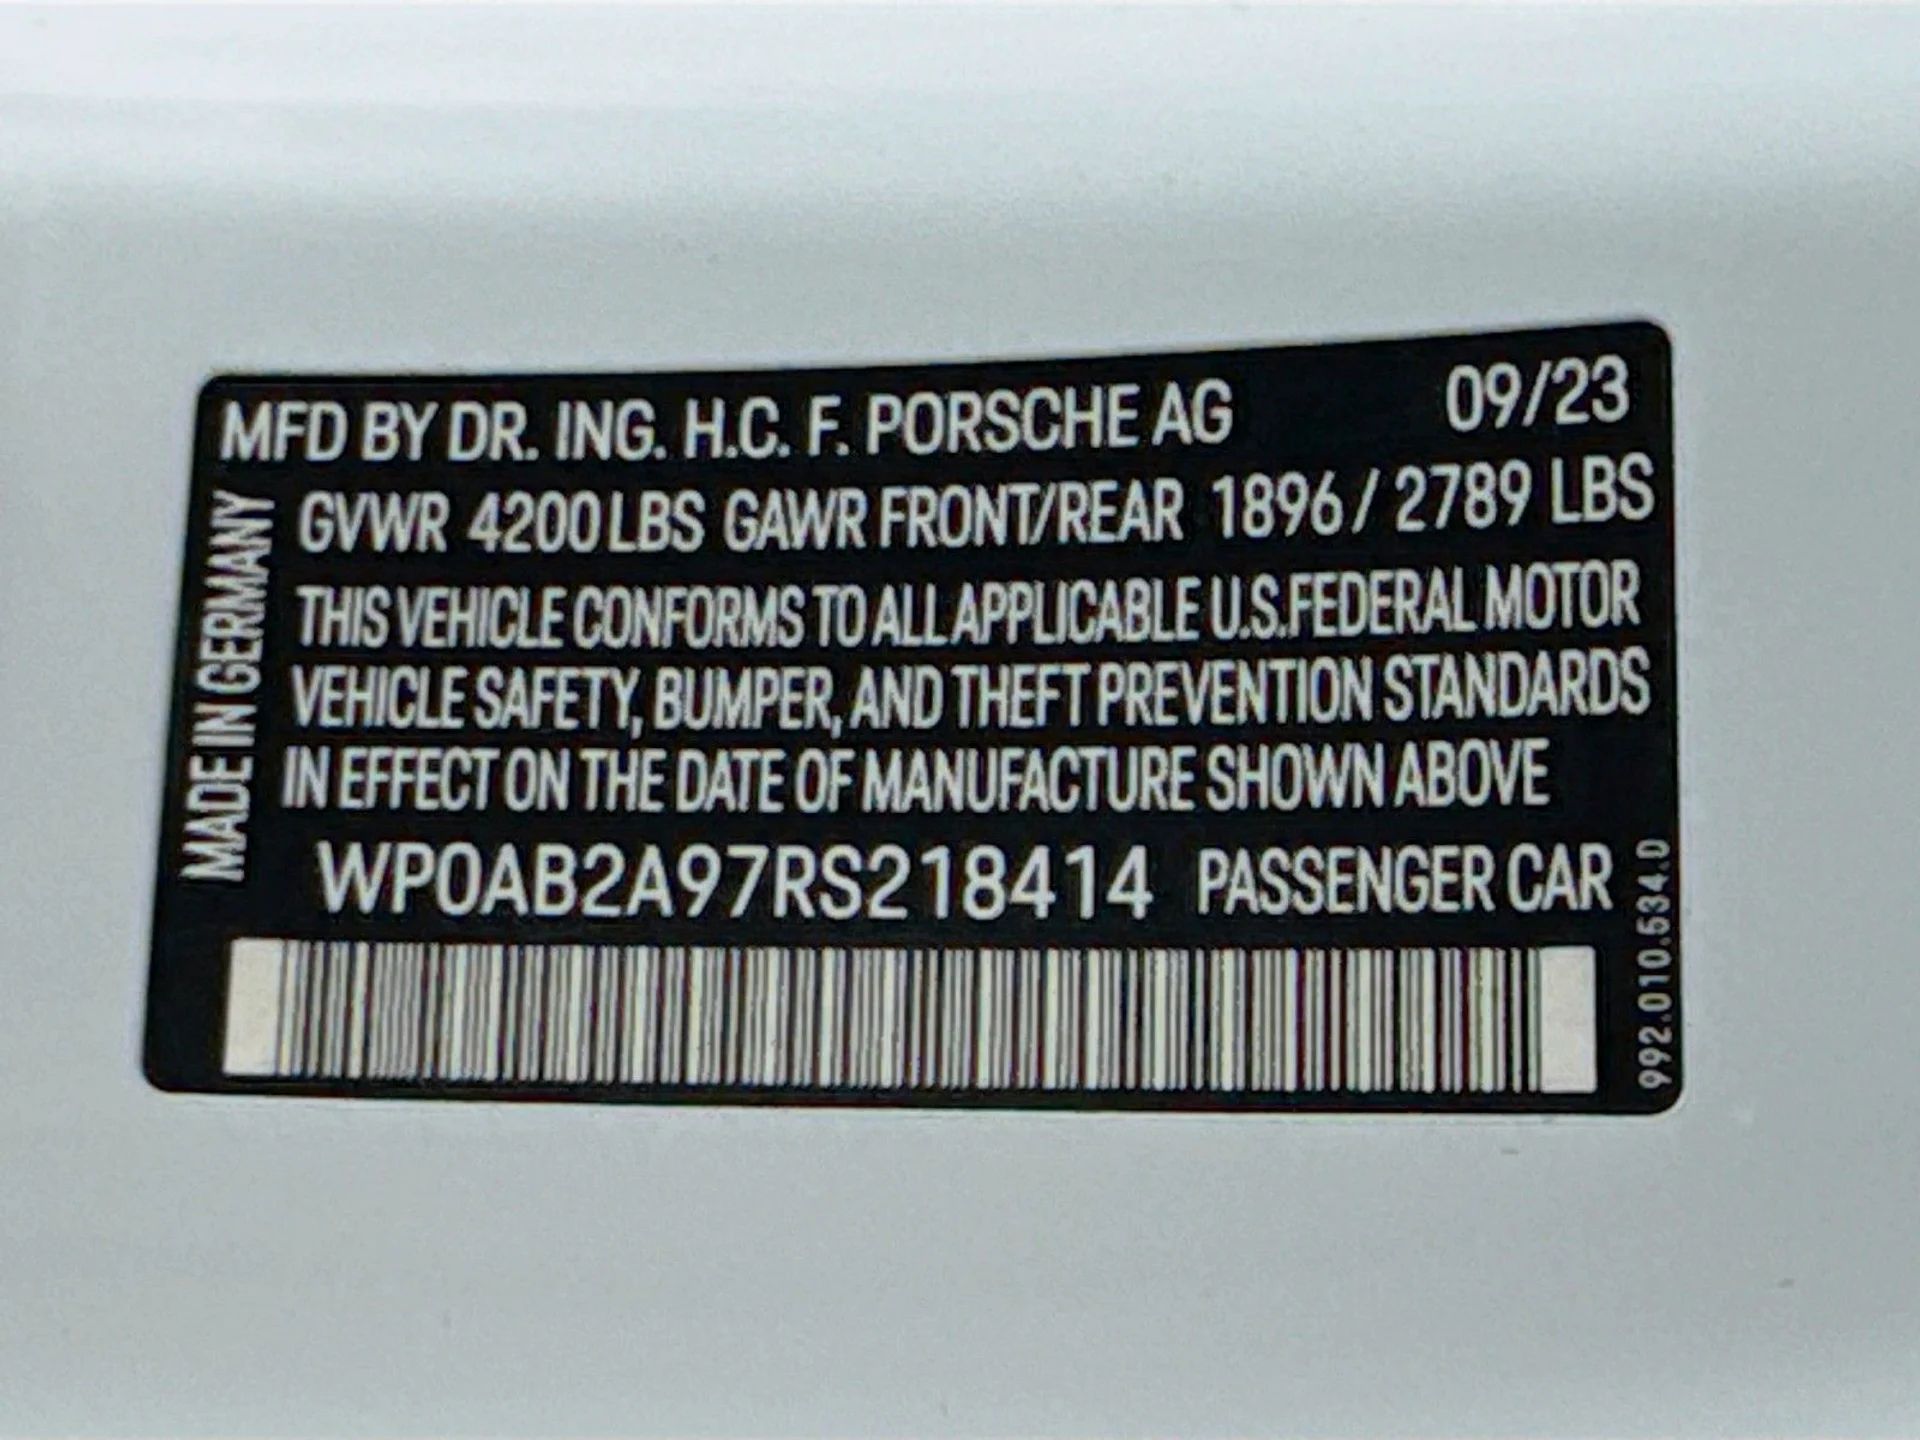 MFD BY DR. ING. H.C. F. PORSCHE AG 09/23
GVWR 4200 LBS GAWR FRONT/REAR 1896 / 2789 LBS
THIS VEHICLE CONFORMS TO ALL APPLICABLE U.S.FEDERAL MOTOR
VEHICLE SAFETY, BUMPER, AND THEFT PREVENTION STANDARDS
IN EFFECT ON THE DATE OF MANUFACTURE SHOWN ABOVE
WP0AB2A97RS218414 PASSENGER CAR
MADE IN GERMANY
992.010.534.D